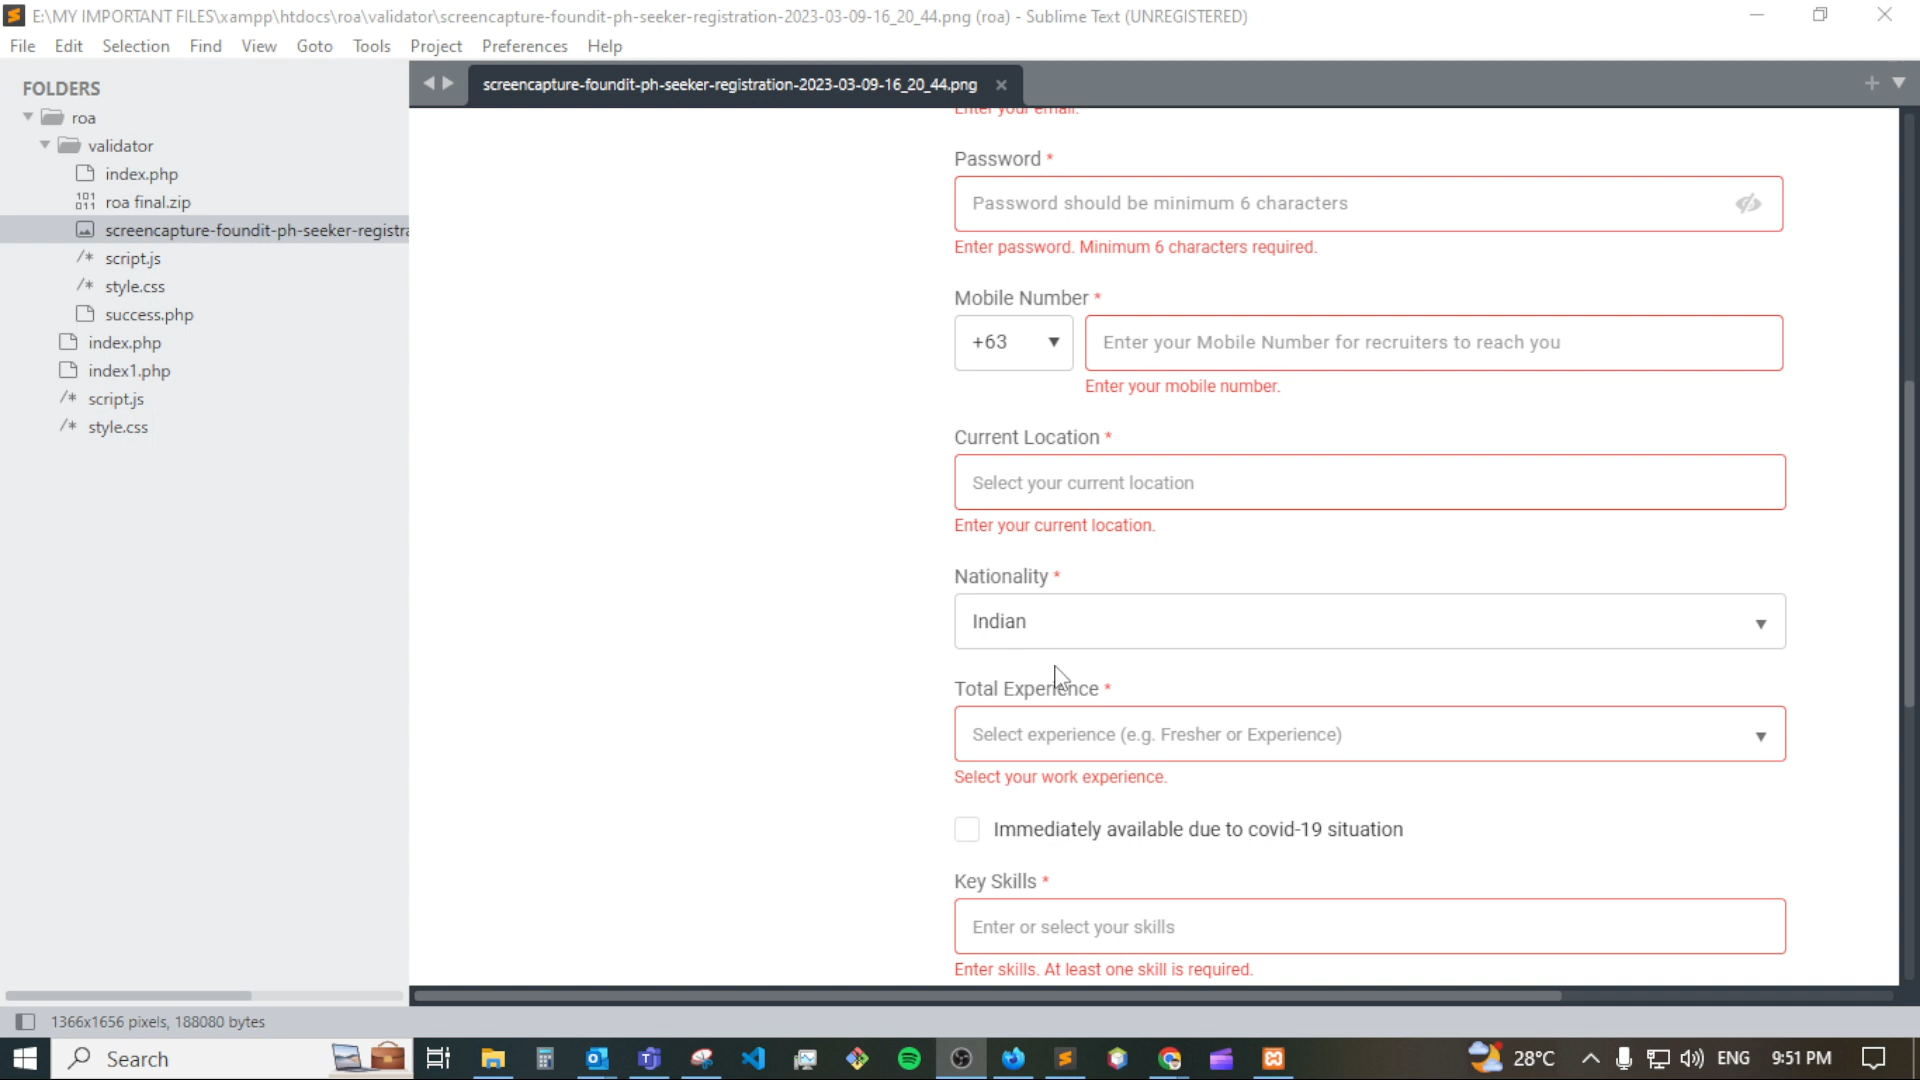 E:\MY IMPORTANT FILES\xampp\htdocs\roa\validator\screencapture-foundit-ph-seeker-registration-2023-03-09-16_20_44.png (roa) - Sublime Text (UNREGISTERED)
File Edit Selection Find View Goto Tools Project Preferences Help
FOLDERS
roa
validator
index.php
roa final.zip
screencapture-foundit-ph-seeker-registra
/* script.js
/* style.css
success.php
index.php
index1.php
/* script.js
/* style.css
screencapture-foundit-ph-seeker-registration-2023-03-09-16_20_44.png ×
Enter your email.
Password *
Password should be minimum 6 characters
Enter password. Minimum 6 characters required.
Mobile Number *
+63 Enter your Mobile Number for recruiters to reach you
Enter your mobile number.
Current Location *
Select your current location
Enter your current location.
Nationality *
Indian
Total Experience *
Select experience (e.g. Fresher or Experience)
Select your work experience.
Immediately available due to covid-19 situation
Key Skills *
Enter or select your skills
Enter skills. At least one skill is required.
1366x1656 pixels, 188080 bytes
Search 28°C ENG 9:51 PM